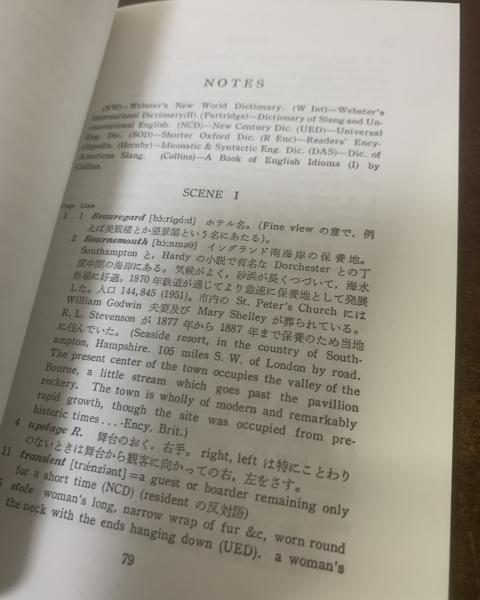 NOTES
(NW)—Webster's New World Dictionary. (W Int)—Webster's
International Dictionary(II). (Partridge)—Dictionary of Slang and Un-
conventional English. (NCD)—New Century Dic. (UED)—Universal
Eng. Dic. (SOD)—Shorter Oxford Dic. (R Enc)—Readers' Ency-
clopedia. (Hornby)—Idiomatic & Syntactic Eng. Dic. (DAS)—Dic. of
American Slang. (Collins)—A Book of English Idioms (I) by
Collins.
SCENE I
Page Line
1 1 Beauregard [bɔ́:rigɑ́:d] ホテル名。(Fine view の意で, 例
えば美景楼とか望景閣という名にあたる)。
2 Bournemouth [bɔ́:nməθ] イングランド南海岸の保養地。
Southampton と, Hardy の小説で有名な Dorchester との丁
度中間の海岸にある。気候がよく, 砂浜が長くつづいて, 海水
浴場に好適。1870 年鉄道が通じてより急速に保養地として発展
した。人口 144,845 (1951)。市内の St. Peter's Church には
William Godwin 夫妻及び Mary Shelley が葬られている。
R. L. Stevenson が 1877 年から 1887 年まで保養のため当地
に住んでいた。 (Seaside resort, in the country of South-
ampton, Hampshire. 105 miles S. W. of London by road.
The present center of the town occupies the valley of the
Bourne, a little stream which goes past the pavillion
rockery. The town is wholly of modern and remarkably
rapid growth, though the site was occupied from pre-
historic times....Ency. Brit.)
4 upstage R. 舞台のおく, 右手。 right, left は特にことわり
のないときは舞台から観客に向かっての右, 左をさす。
11 transient [trǽnziənt] =a guest or boarder remaining only
for a short time (NCD) (resident の反対語)
stole woman's long, narrow wrap of fur &c, worn round
the neck with the ends hanging down (UED). a woman's
79